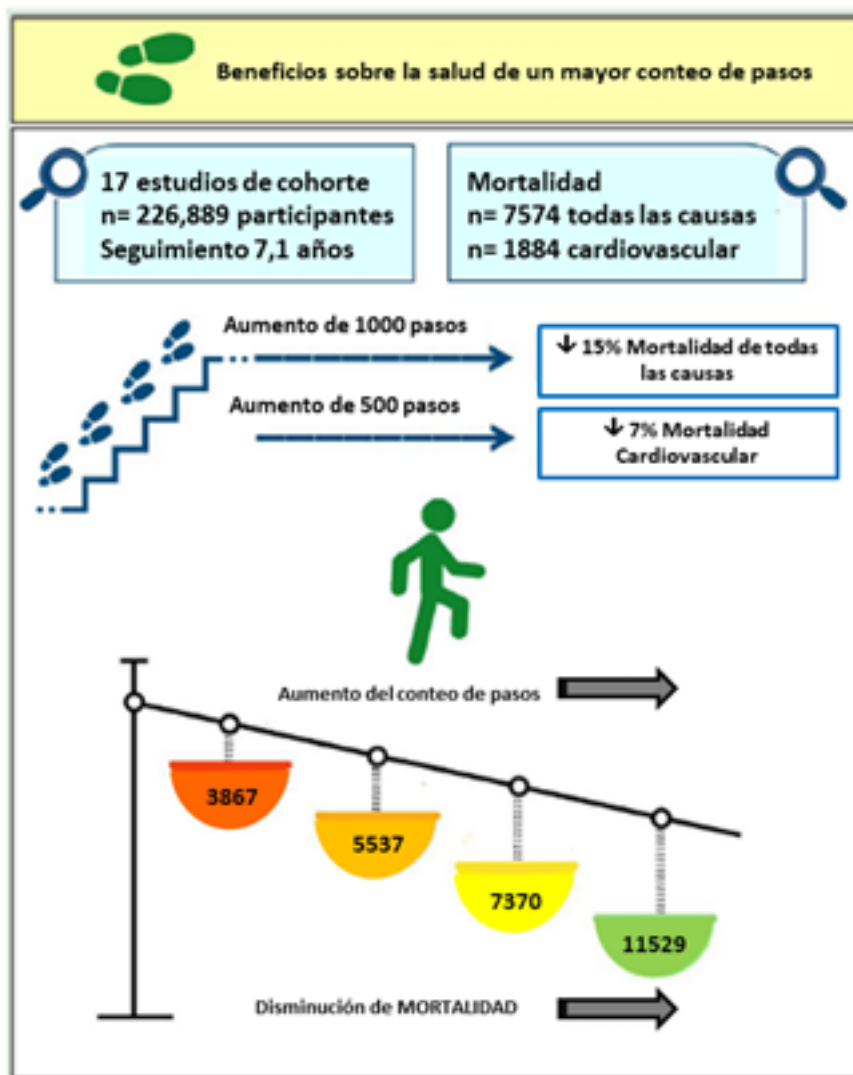 Beneficios sobre la salud de un mayor conteo de pasos
17 estudios de cohorte
n= 226,889 participantes
Seguimiento 7,1 años
Mortalidad
n= 7574 todas las causas
n= 1884 cardiovascular
Aumento de 1000 pasos
↓ 15% Mortalidad de todas
las causas
Aumento de 500 pasos
↓ 7% Mortalidad
Cardiovascular
Aumento del conteo de pasos
3867
5537
7370
11529
Disminución de MORTALIDAD